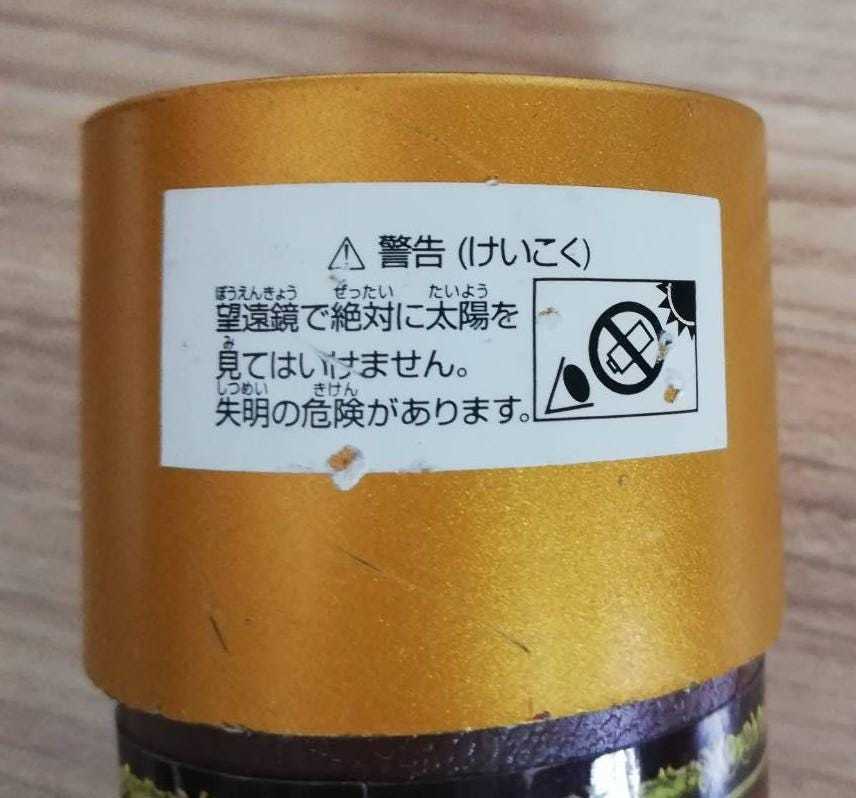 ⚠ 警告 (けいこく)
ぼうえんきょう ぜったい たいよう
望遠鏡で絶対に太陽を
み
見てはいけません。
しつめい きけん
失明の危険があります。